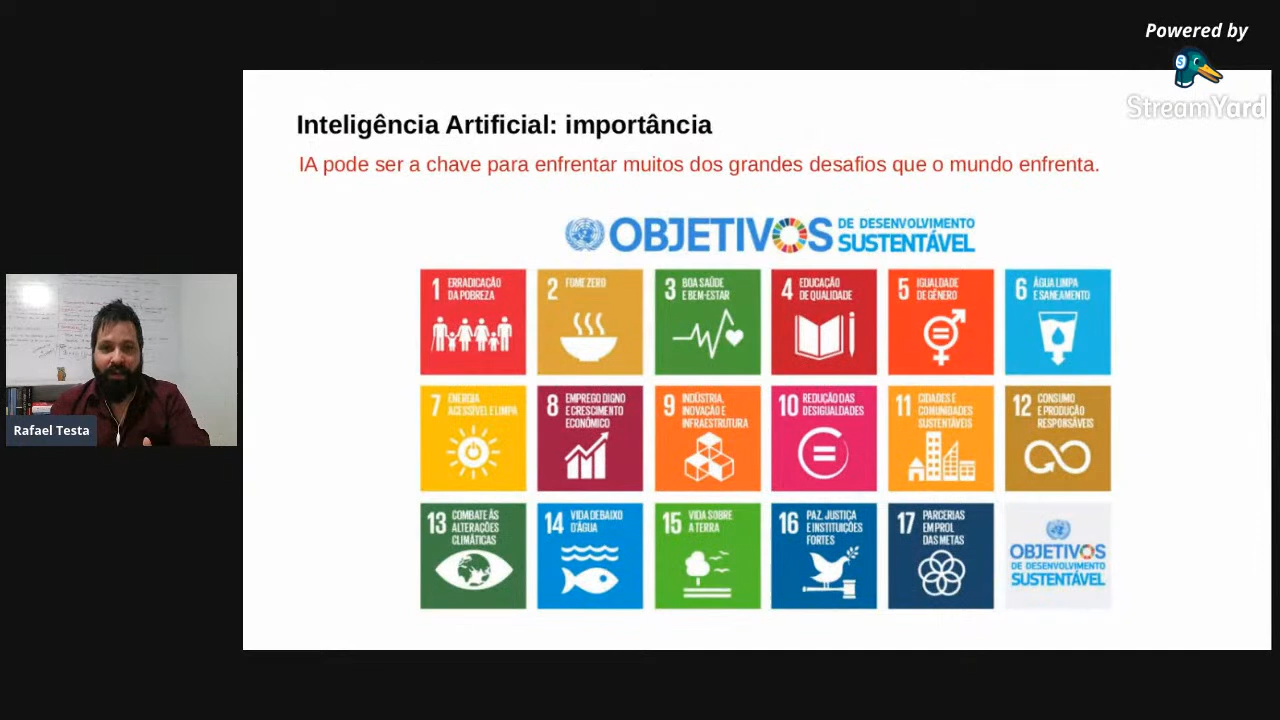 Powered by
StreamYard
Inteligência Artificial: importância
IA pode ser a chave para enfrentar muitos dos grandes desafios que o mundo enfrenta.
OBJETIVOS
DE DESENVOLVIMENTO
SUSTENTÁVEL
1 ERRADICAÇÃO
DA POBREZA
2 FOME ZERO
3 BOA SAÚDE
E BEM-ESTAR
4 EDUCAÇÃO
DE QUALIDADE
5 IGUALDADE
DE GÊNERO
6 ÁGUA LIMPA
E SANEAMENTO
7 ENERGIA
ACESSÍVEL E LIMPA
8 EMPREGO DIGNO
E CRESCIMENTO
ECONÔMICO
9 INDÚSTRIA,
INOVAÇÃO E
INFRAESTRUTURA
10 REDUÇÃO DAS
DESIGUALDADES
11 CIDADES E
COMUNIDADES
SUSTENTÁVEIS
12 CONSUMO
E PRODUÇÃO
RESPONSÁVEIS
13 COMBATE ÀS
ALTERAÇÕES
CLIMÁTICAS
14 VIDA DEBAIXO
D'ÁGUA
15 VIDA SOBRE
A TERRA
16 PAZ, JUSTIÇA
E INSTITUIÇÕES
FORTES
17 PARCERIAS
EM PROL
DAS METAS
OBJETIVOS
DE DESENVOLVIMENTO
SUSTENTÁVEL
Rafael Testa